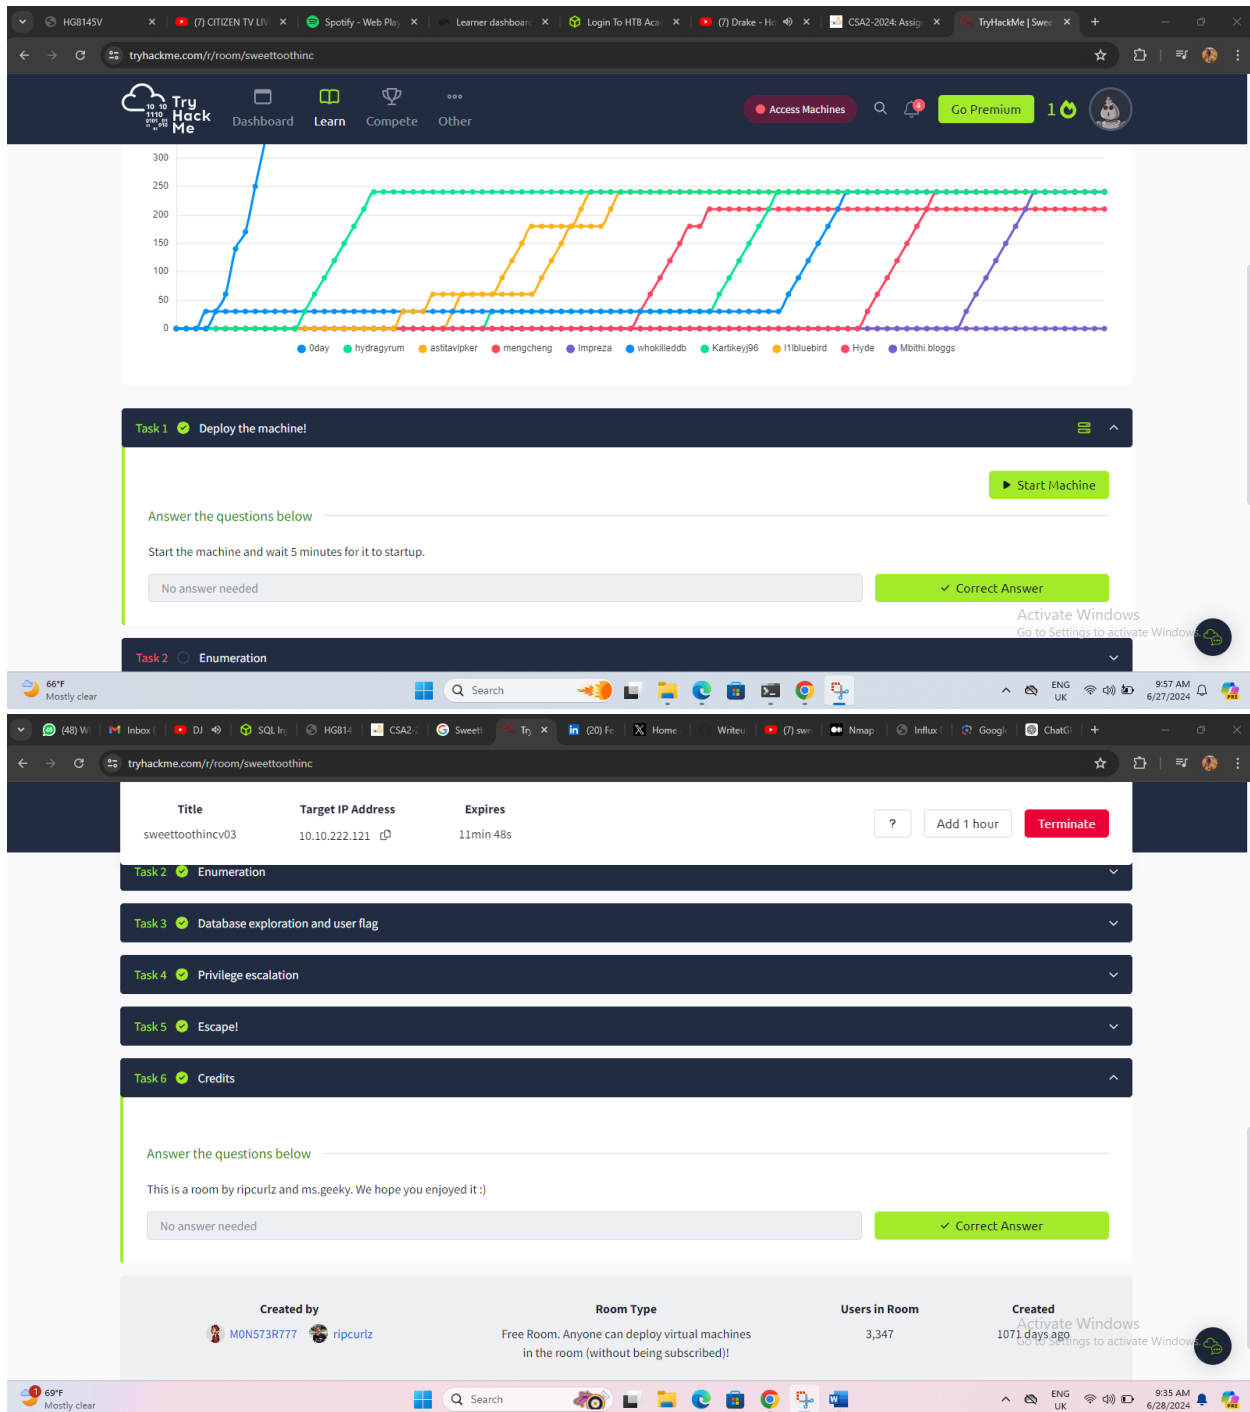 HG8145V
(7) CITIZEN TV LIV
Spotify - Web Play
Learner dashboard
Login To HTB Aca
(7) Drake - Ho
CSA2-2024: Assig
TryHackMe | Swee
tryhackme.com/r/room/sweettoothinc
Try Hack Me
Dashboard
Learn
Compete
Other
Access Machines
4
Go Premium
1
300
250
200
150
100
50
0
0day hydragyrum astitavlpker mengcheng Impreza whokilleddb Kartikeyj96 l1lbluebird Hyde Mbithi.bloggs
Task 1 Deploy the machine!
Start Machine
Answer the questions below
Start the machine and wait 5 minutes for it to startup.
No answer needed
Correct Answer
Activate Windows
Go to Settings to activate Windows.
Task 2 Enumeration
66°F
Mostly clear
Search
ENG
UK
9:57 AM
6/27/2024
(48) W
Inbox (
DJ
SQL Inj
HG814
CSA2-2
Sweett
Try
(20) Fe
Home
Writeu
(7) swe
Nmap
Influx
Googl
ChatG
tryhackme.com/r/room/sweettoothinc
Title
Target IP Address
Expires
sweettoothincv03
10.10.222.121
11min 48s
?
Add 1 hour
Terminate
Task 2 Enumeration
Task 3 Database exploration and user flag
Task 4 Privilege escalation
Task 5 Escape!
Task 6 Credits
Answer the questions below
This is a room by ripcurlz and ms.geeky. We hope you enjoyed it :)
No answer needed
Correct Answer
Created by
Room Type
Users in Room
Created
M0N573R777 ripcurlz
Free Room. Anyone can deploy virtual machines
in the room (without being subscribed)!
3,347
1071 days ago
Activate Windows
Go to Settings to activate Windows.
1
69°F
Mostly clear
Search
ENG
UK
9:35 AM
6/28/2024